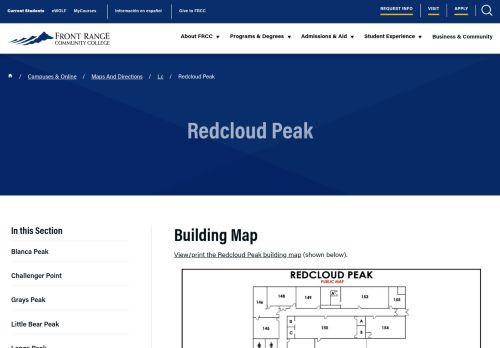 Current Students eWOLF MyCourses Información en español Give to FRCC REQUEST INFO VISIT APPLY
FRONT RANGE
COMMUNITY COLLEGE
About FRCC Programs & Degrees Admissions & Aid Student Experience Business & Community
/ Campuses & Online / Maps And Directions / Lc / Redcloud Peak
Redcloud Peak
In this Section
Blanca Peak
Challenger Point
Grays Peak
Little Bear Peak
Longs Peak
Building Map
View/print the Redcloud Peak building map (shown below).
REDCLOUD PEAK
PUBLIC MAP
146 148 149 153 155
145 D C 150 A B 154